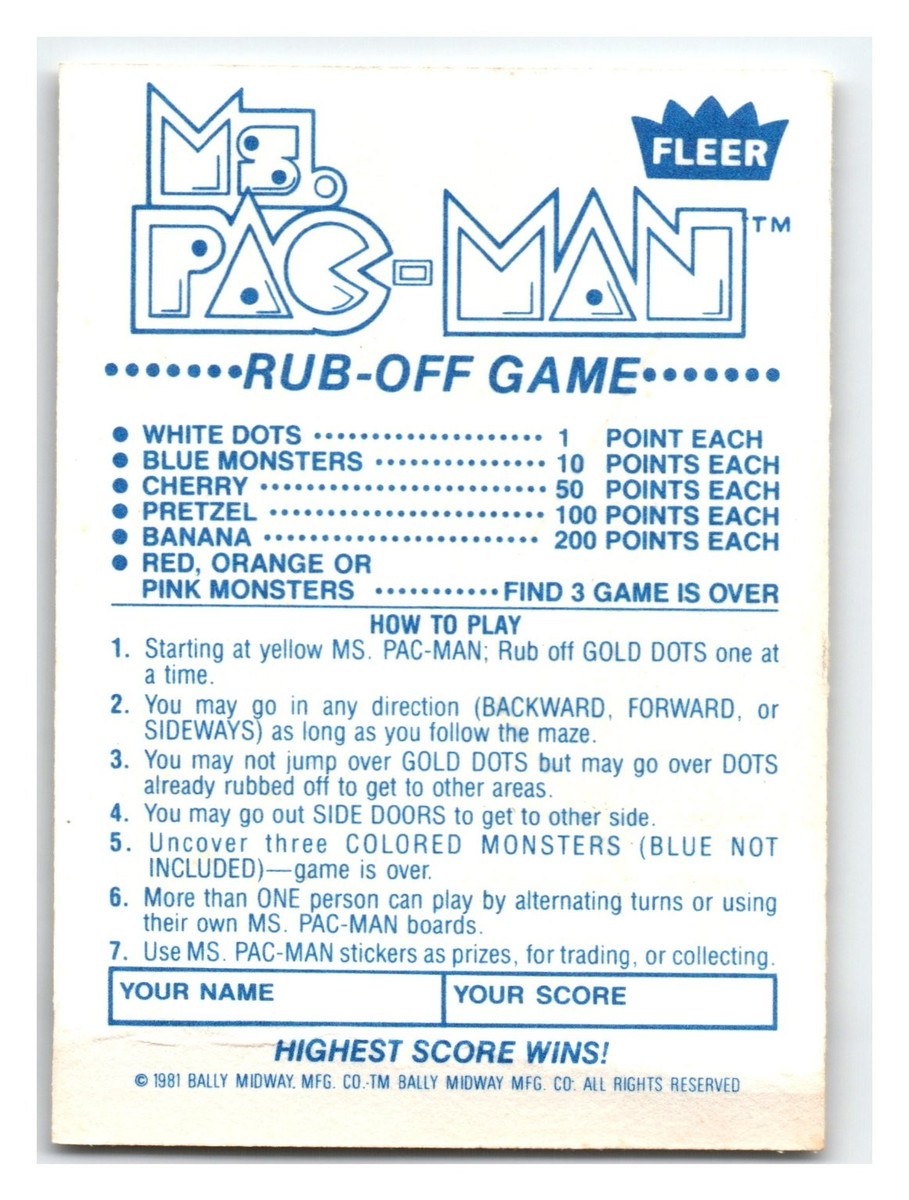 MS.
FLEER
PAC-MAN™
RUB-OFF GAME
• WHITE DOTS 1 POINT EACH
• BLUE MONSTERS 10 POINTS EACH
• CHERRY 50 POINTS EACH
• PRETZEL 100 POINTS EACH
• BANANA 200 POINTS EACH
• RED, ORANGE OR
PINK MONSTERS FIND 3 GAME IS OVER
HOW TO PLAY
1. Starting at yellow MS. PAC-MAN; Rub off GOLD DOTS one at
a time.
2. You may go in any direction (BACKWARD, FORWARD, or
SIDEWAYS) as long as you follow the maze.
3. You may not jump over GOLD DOTS but may go over DOTS
already rubbed off to get to other areas.
4. You may go out SIDE DOORS to get to other side.
5. Uncover three COLORED MONSTERS (BLUE NOT
INCLUDED)—game is over.
6. More than ONE person can play by alternating turns or using
their own MS. PAC-MAN boards.
7. Use MS. PAC-MAN stickers as prizes, for trading, or collecting.
YOUR NAME YOUR SCORE
HIGHEST SCORE WINS!
© 1981 BALLY MIDWAY. MFG. CO.-TM BALLY MIDWAY MFG. CO. ALL RIGHTS RESERVED